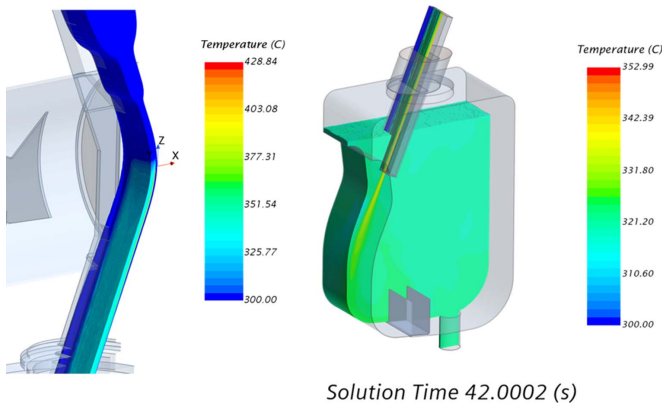 Temperature (C)
428.84
403.08
377.31
351.54
325.77
300.00
Z
X
Temperature (C)
352.99
342.39
331.80
321.20
310.60
300.00
Solution Time 42.0002 (s)